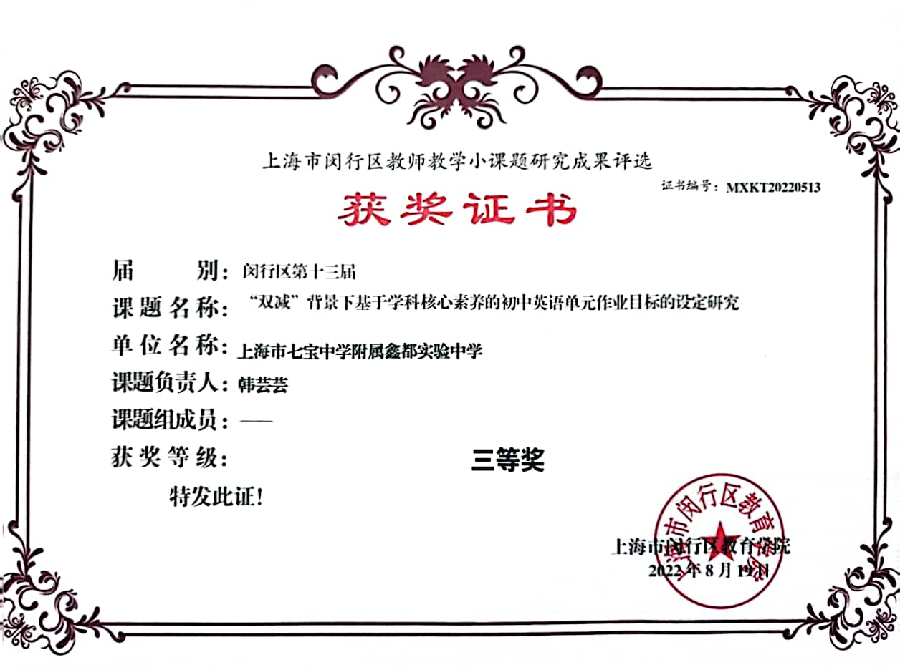 上海市闵行区教师教学小课题研究成果评选
证书编号：MXKT20220513
获奖证书
届 别：闵行区第十三届
课题名称：“双减”背景下基于学科核心素养的初中英语单元作业目标的设定研究
单位名称：上海市七宝中学附属鑫都实验中学
课题负责人：韩芸芸
课题组成员：——
获奖等级：三等奖
特发此证！
上海市闵行区教育学院
上海市闵行区教育学院
2022年8月19日